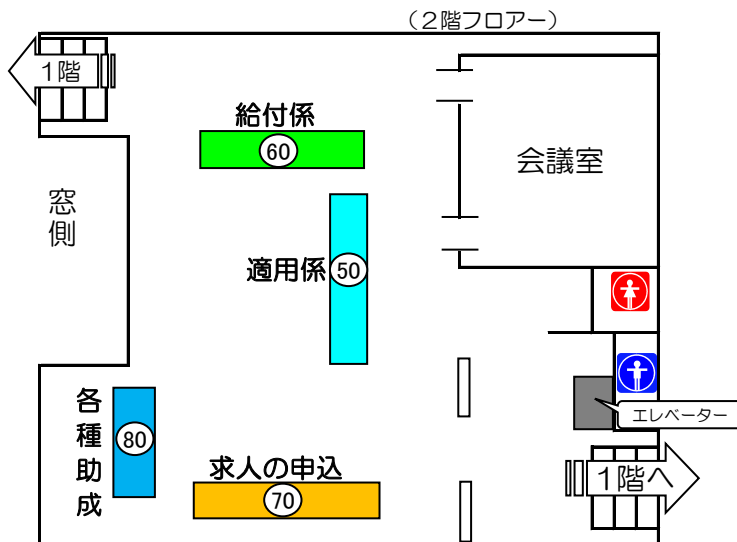 （２階フロアー）
1階
給付係
60
会議室
窓側
適用係
50
各種助成
80
エレベーター
求人の申込
70
1階へ